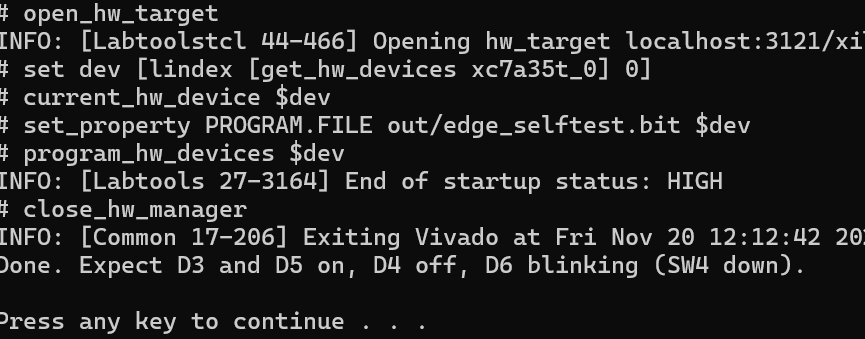 # open_hw_target
INFO: [Labtoolstcl 44-466] Opening hw_target localhost:3121/xil
# set dev [lindex [get_hw_devices xc7a35t_0] 0]
# current_hw_device $dev
# set_property PROGRAM.FILE out/edge_selftest.bit $dev
# program_hw_devices $dev
INFO: [Labtools 27-3164] End of startup status: HIGH
# close_hw_manager
INFO: [Common 17-206] Exiting Vivado at Fri Nov 20 12:12:42 202
Done. Expect D3 and D5 on, D4 off, D6 blinking (SW4 down).
Press any key to continue . . .